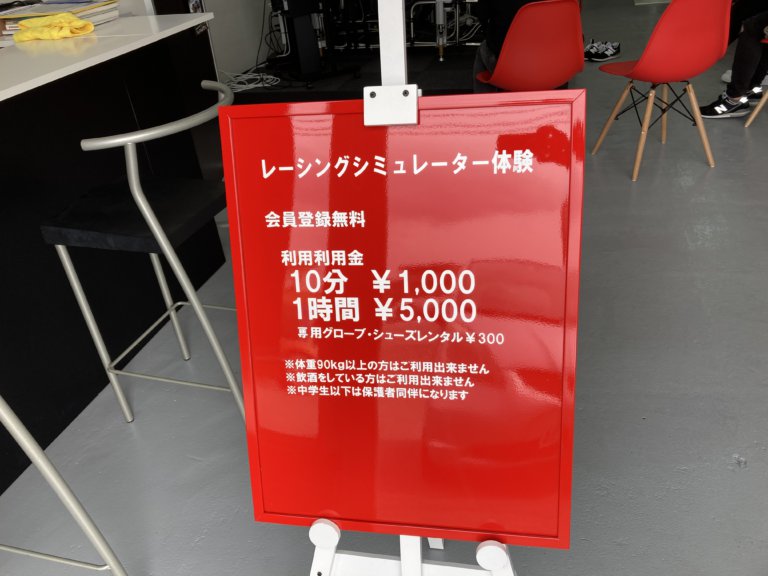 レーシングシミュレーター体験
会員登録無料
利用利用金
10分 ¥1,000
1時間 ¥5,000
専用グローブ・シューズレンタル¥300
※体重90kg以上の方はご利用出来ません
※飲酒をしている方はご利用出来ません
※中学生以下は保護者同伴になります